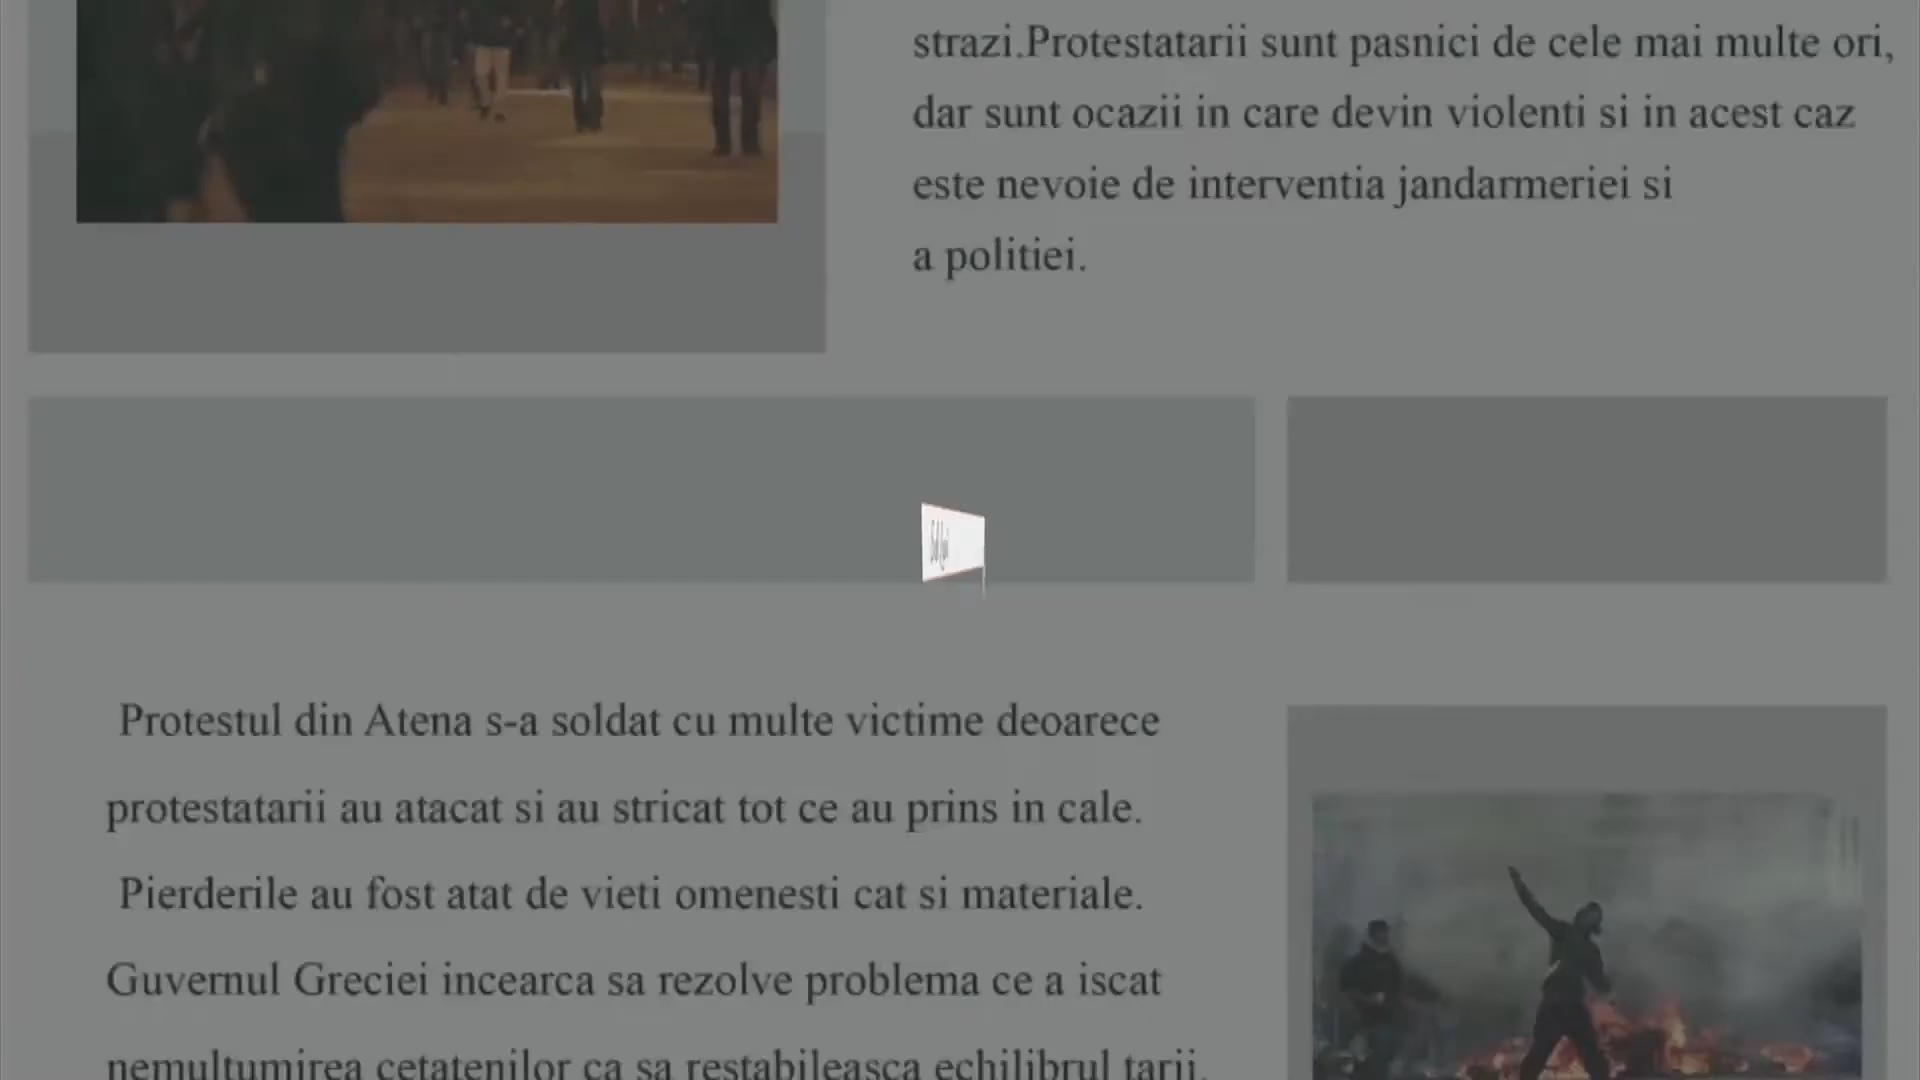 strazi.Protestatarii sunt pasnici de cele mai multe ori,
dar sunt ocazii in care devin violenti si in acest caz
este nevoie de interventia jandarmeriei si
a politiei.
Protestul din Atena s-a soldat cu multe victime deoarece
protestatarii au atacat si au stricat tot ce au prins in cale.
Pierderile au fost atat de vieti omenesti cat si materiale.
Guvernul Greciei incearca sa rezolve problema ce a iscat
nemultumirea cetatenilor ca sa restabileasca echilibrul tarii.